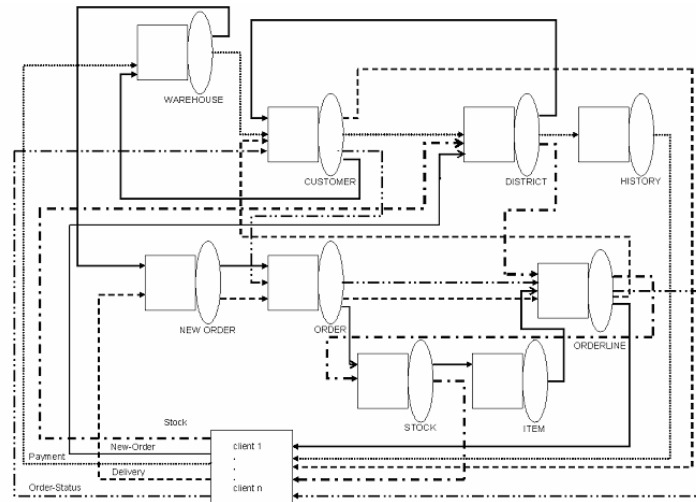 WAREHOUSE
CUSTOMER
DISTRICT
HISTORY
NEW ORDER
ORDER
ORDERLINE
STOCK
ITEM
Stock
New-Order
Payment
Delivery
Order-Status
client 1
.
.
.
client n